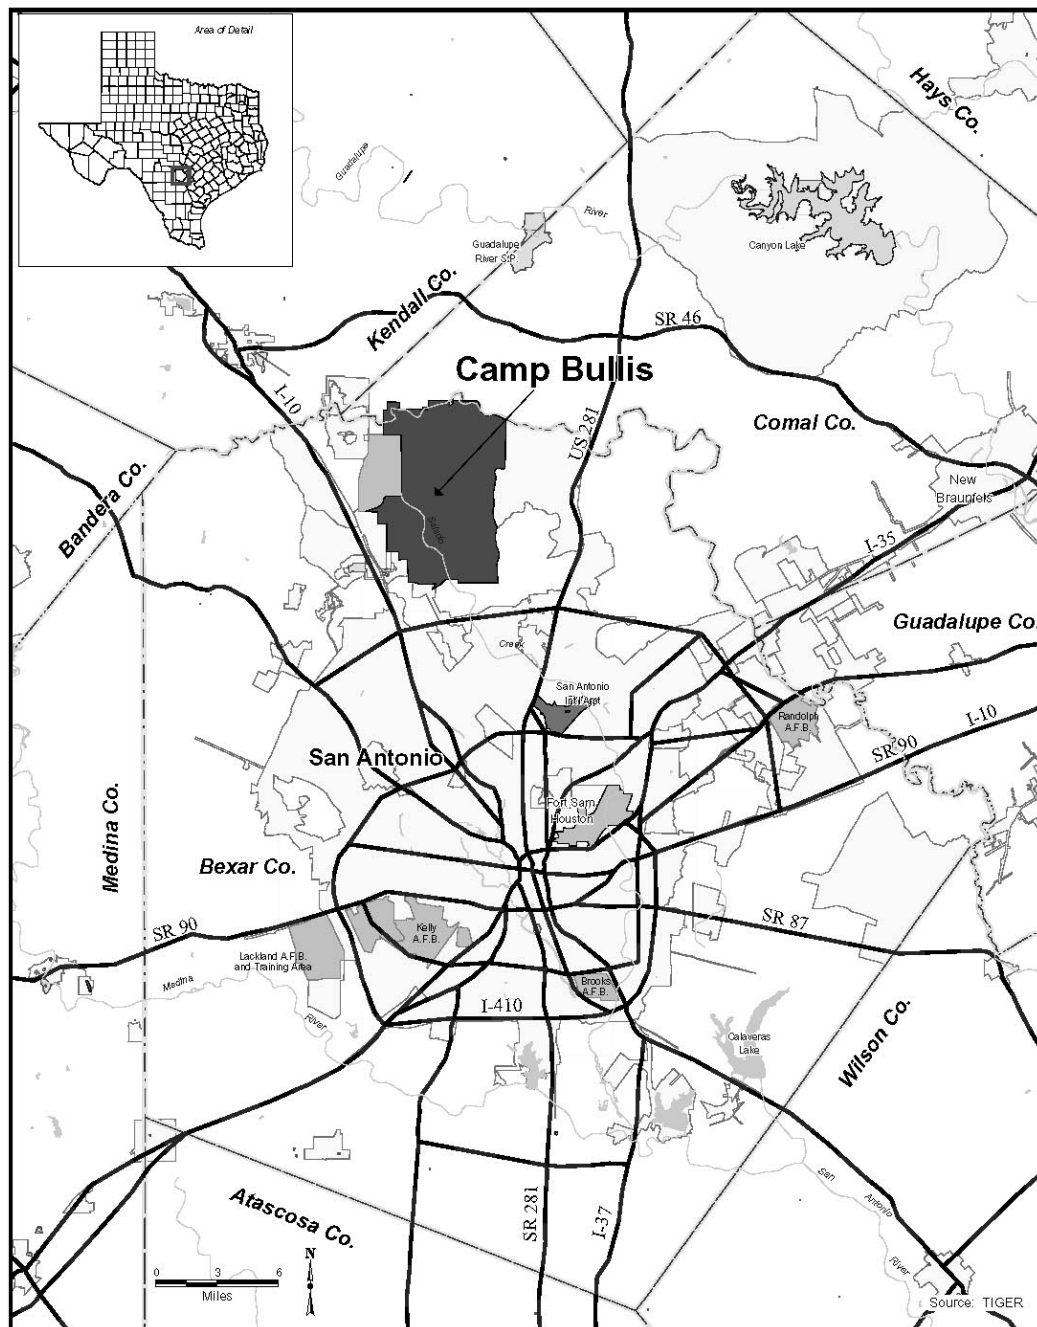 Area of Detail
Hays Co.
Guadalupe
River
Canyon Lake
Guadalupe
River S.P.
Kendall Co.
SR 46
Camp Bullis
I-10
US 281
Comal Co.
New
Braunfels
Bandera Co.
I-35
Salado
Guadalupe Co.
Creek
San Antonio
Int'l Arpt
Randolph
A.F.B.
I-10
SR 90
San Antonio
Fort Sam
Houston
Medina Co.
Bexar Co.
SR 90
Kelly
A.F.B.
SR 87
Lackland A.F.B.
and Training Area
Medina
River
Brooks
A.F.B.
I-410
Calaveras
Lake
Wilson Co.
San
Antonio
River
Atascosa Co.
SR 281
I-37
N
0 3 6
Miles
Source: TIGER